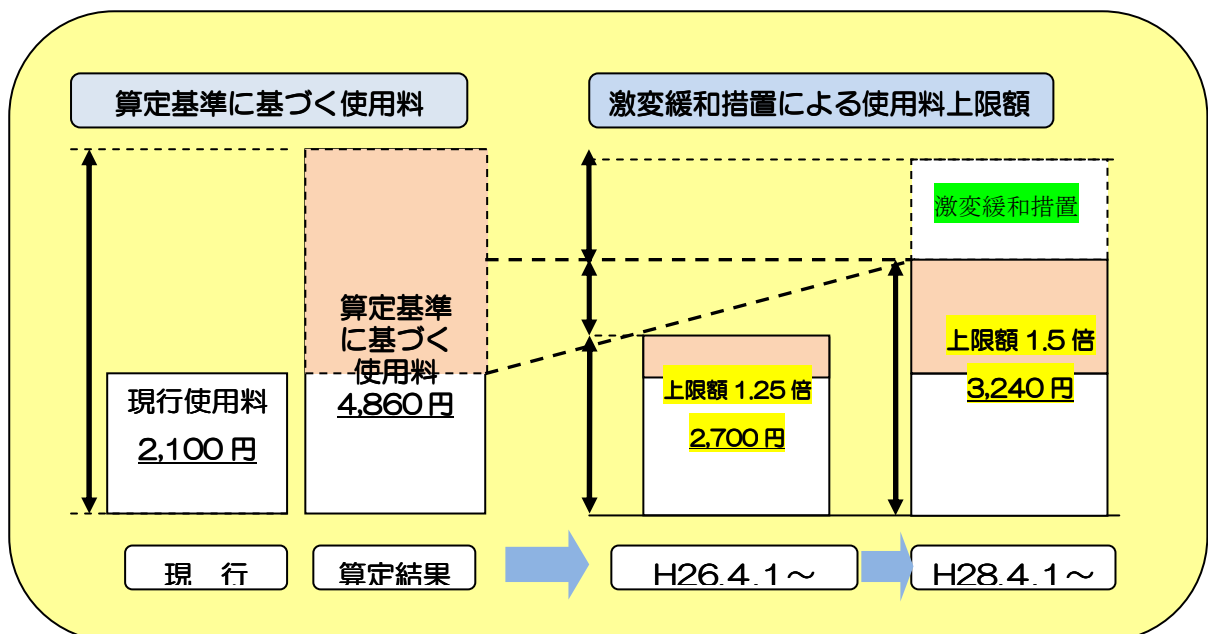 算定基準に基づく使用料
激変緩和措置による使用料上限額
激変緩和措置
算定基準
に基づく
使用料
4,860円
現行使用料
2,100円
上限額1.25倍
2,700円
上限額1.5倍
3,240円
現　行
算定結果
H26.4.1～
H28.4.1～